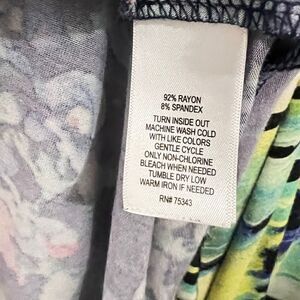 92% RAYON
8% SPANDEX
TURN INSIDE OUT
MACHINE WASH COLD
WITH LIKE COLORS
GENTLE CYCLE
ONLY NON-CHLORINE
BLEACH WHEN NEEDED
TUMBLE DRY LOW
WARM IRON IF NEEDED
RN# 75343